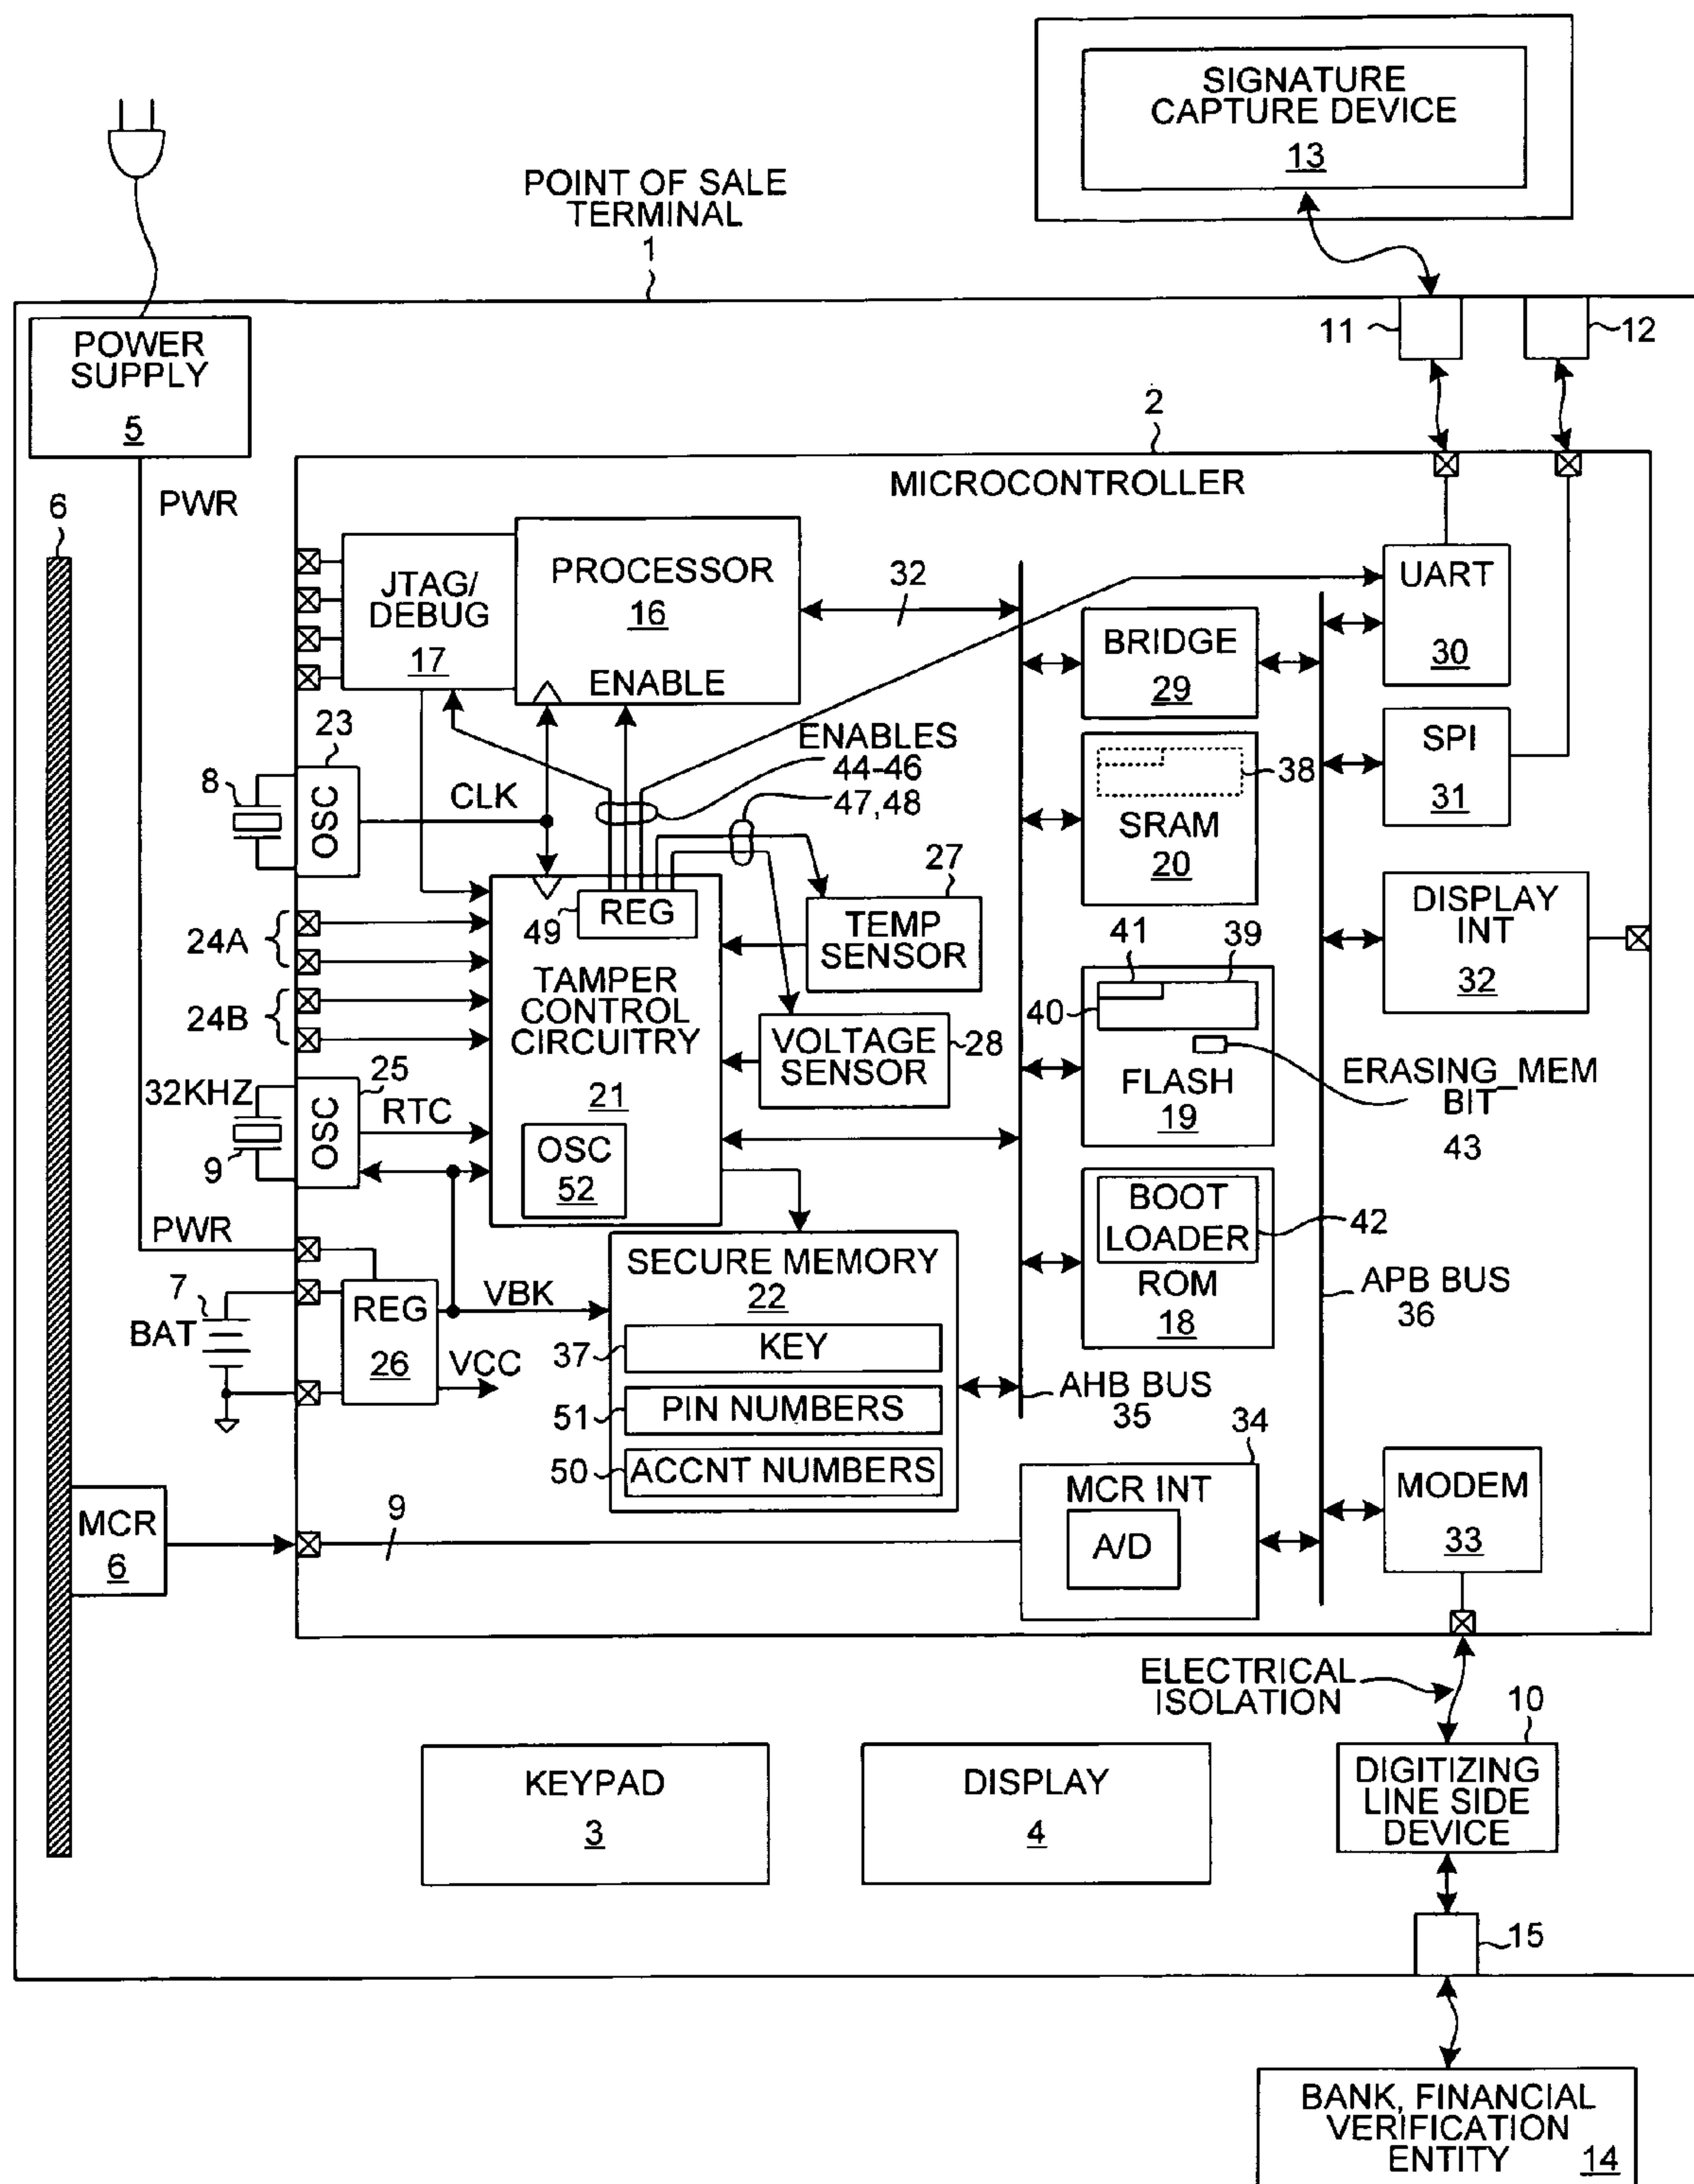 SIGNATURE
CAPTURE DEVICE
13
POINT OF SALE
TERMINAL
1
POWER
SUPPLY
5
11
12
2
MICROCONTROLLER
6
PWR
JTAG/
DEBUG
17
PROCESSOR
16
ENABLE
32
BRIDGE
29
UART
30
23
8
OSC
CLK
ENABLES
44-46
47,48
38
SRAM
20
SPI
31
24A
24B
49
REG
TAMPER
CONTROL
CIRCUITRY
21
OSC
52
27
TEMP
SENSOR
VOLTAGE
SENSOR
28
41
39
40
FLASH
19
DISPLAY
INT
32
ERASING_MEM
BIT
43
32KHZ
9
25
OSC
RTC
PWR
7
BAT
REG
26
VBK
VCC
SECURE MEMORY
22
37
KEY
51
PIN NUMBERS
50
ACCNT NUMBERS
BOOT
LOADER
42
ROM
18
APB BUS
36
AHB BUS
35
34
MCR INT
A/D
MODEM
33
MCR
6
9
ELECTRICAL
ISOLATION
10
KEYPAD
3
DISPLAY
4
DIGITIZING
LINE SIDE
DEVICE
15
BANK, FINANCIAL
VERIFICATION
ENTITY 14